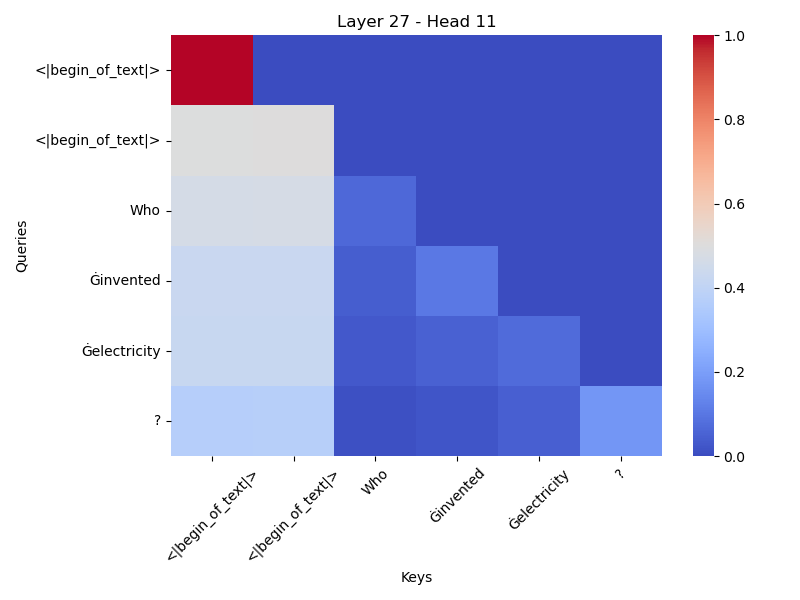 Layer 27 - Head 11
<|begin_of_text|>
<|begin_of_text|>
Who
Ġinvented
Ġelectricity
?
Queries
<|begin_of_text|>
<|begin_of_text|>
Who
Ġinvented
Ġelectricity
?
Keys
1.0
0.8
0.6
0.4
0.2
0.0